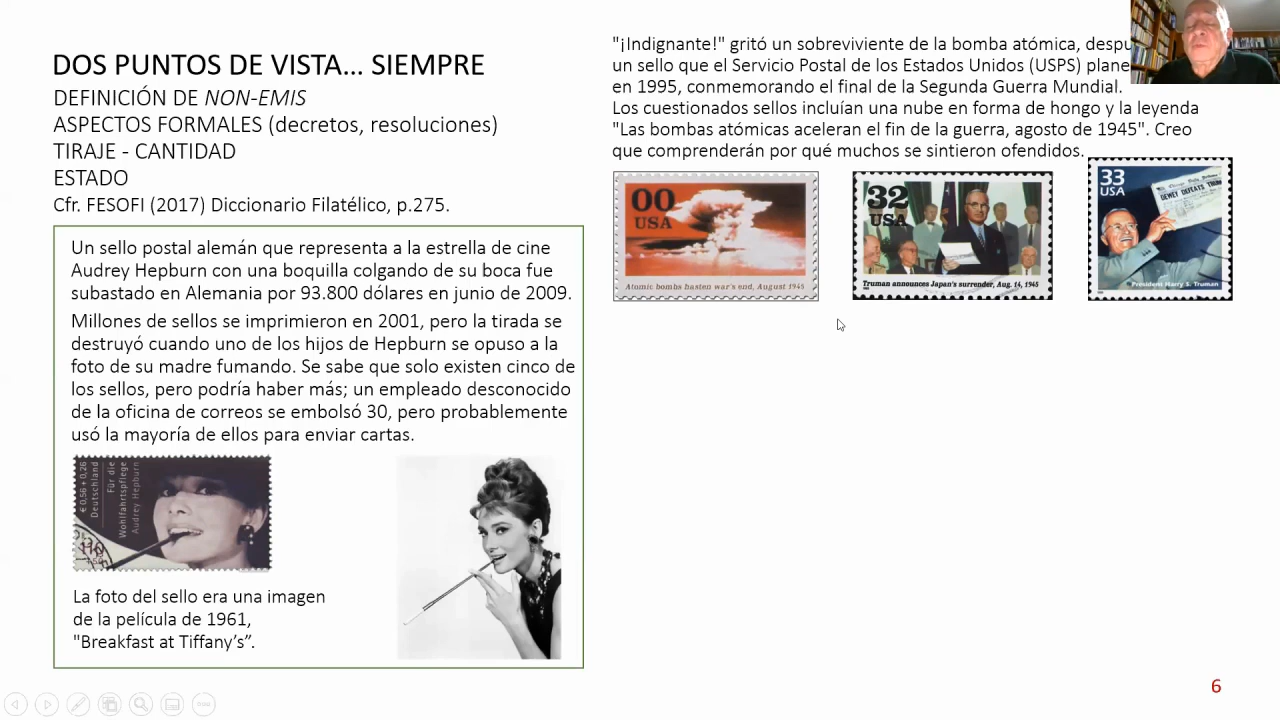 DOS PUNTOS DE VISTA... SIEMPRE
DEFINICIÓN DE NON-EMIS
ASPECTOS FORMALES (decretos, resoluciones)
TIRAJE - CANTIDAD
ESTADO
Cfr. FESOFI (2017) Diccionario Filatélico, p.275.
Un sello postal alemán que representa a la estrella de cine
Audrey Hepburn con una boquilla colgando de su boca fue
subastado en Alemania por 93.800 dólares en junio de 2009.
Millones de sellos se imprimieron en 2001, pero la tirada se
destruyó cuando uno de los hijos de Hepburn se opuso a la
foto de su madre fumando. Se sabe que solo existen cinco de
los sellos, pero podría haber más; un empleado desconocido
de la oficina de correos se embolsó 30, pero probablemente
usó la mayoría de ellos para enviar cartas.
€ 0,56 + 0,26
Deutschland
Für die
Wohlfahrtspflege
Audrey Hepburn
110
La foto del sello era una imagen
de la película de 1961,
"Breakfast at Tiffany's”.
"¡Indignante!" gritó un sobreviviente de la bomba atómica,
un sello que el Servicio Postal de los Estados Unidos (USPS)
en 1995, conmemorando el final de la Segunda Guerra Mundial.
Los cuestionados sellos incluían una nube en forma de hongo y la leyenda
"Las bombas atómicas aceleran el fin de la guerra, agosto de 1945". Creo
que comprenderán por qué muchos se sintieron ofendidos.
00
USA
Atomic bombs hasten war's end, August 1945
32
USA
Truman announces Japan's surrender, Aug. 14, 1945
33
USA
DEWEY DEFEATS
President Harry S. Truman
6